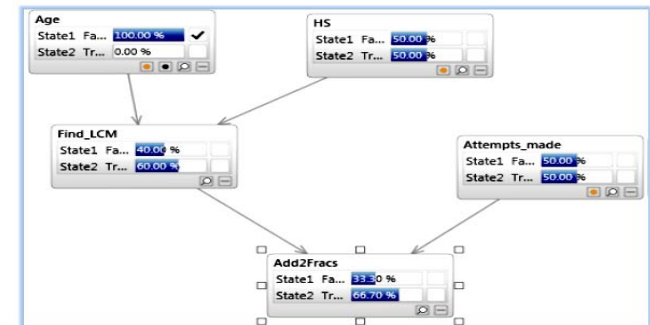 Age
State1 Fa... 100.00 %
State2 Tr... 0.00 %
HS
State1 Fa... 50.00 %
State2 Tr... 50.00 %
Find_LCM
State1 Fa... 40.00 %
State2 Tr... 60.00 %
Attempts_made
State1 Fa... 50.00 %
State2 Tr... 50.00 %
Add2Fracs
State1 Fa... 33.30 %
State2 Tr... 66.70 %